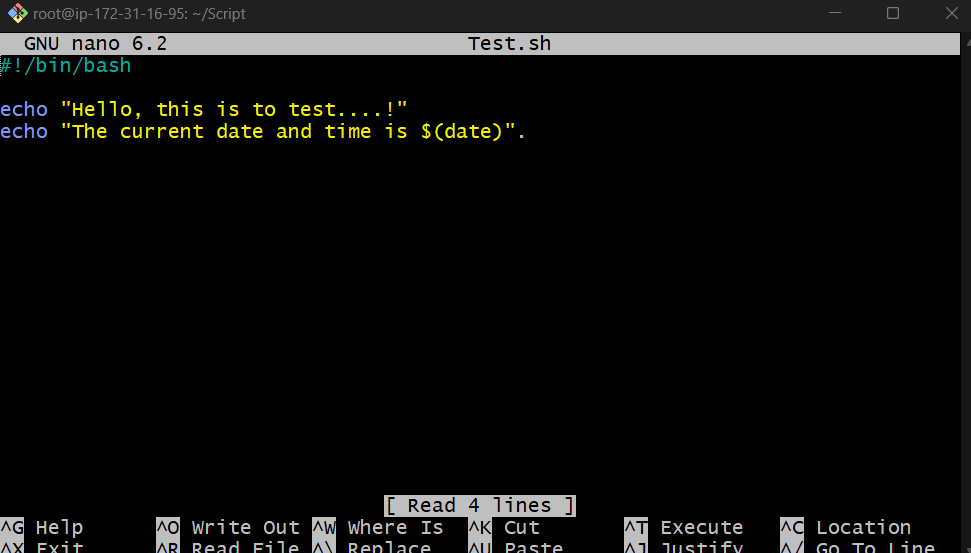 root@ip-172-31-16-95: ~/Script
GNU nano 6.2 Test.sh
#!/bin/bash
echo "Hello, this is to test....!"
echo "The current date and time is $(date)".
[ Read 4 lines ]
^G Help ^O Write Out ^W Where Is ^K Cut ^T Execute ^C Location
^X Exit ^R Read File ^\ Replace ^U Paste ^J Justify ^/ Go To Line